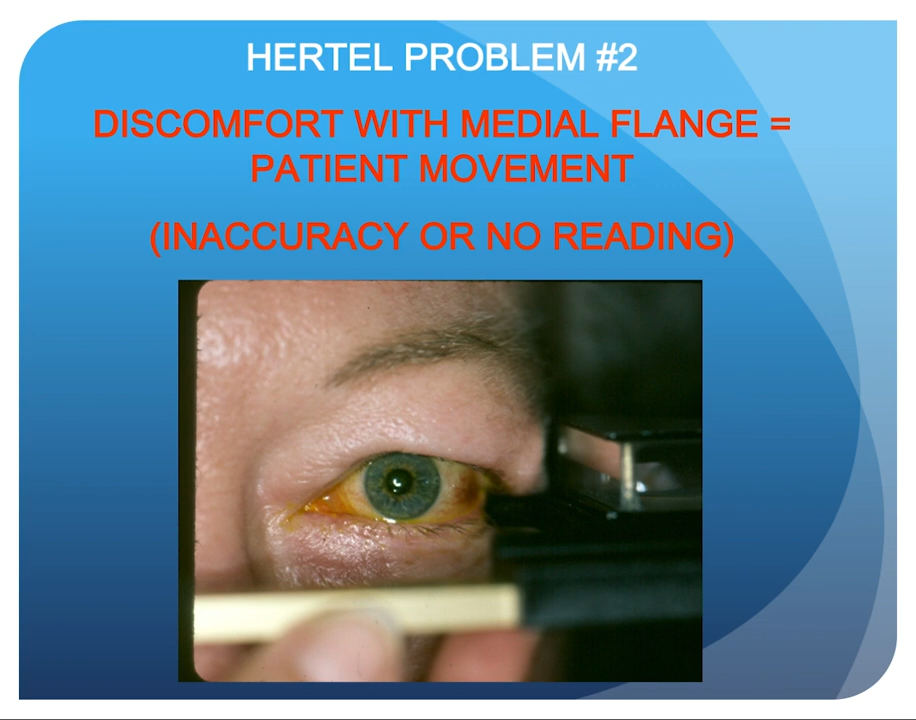 HERTEL PROBLEM #2
DISCOMFORT WITH MEDIAL FLANGE =
PATIENT MOVEMENT
(INACCURACY OR NO READING)